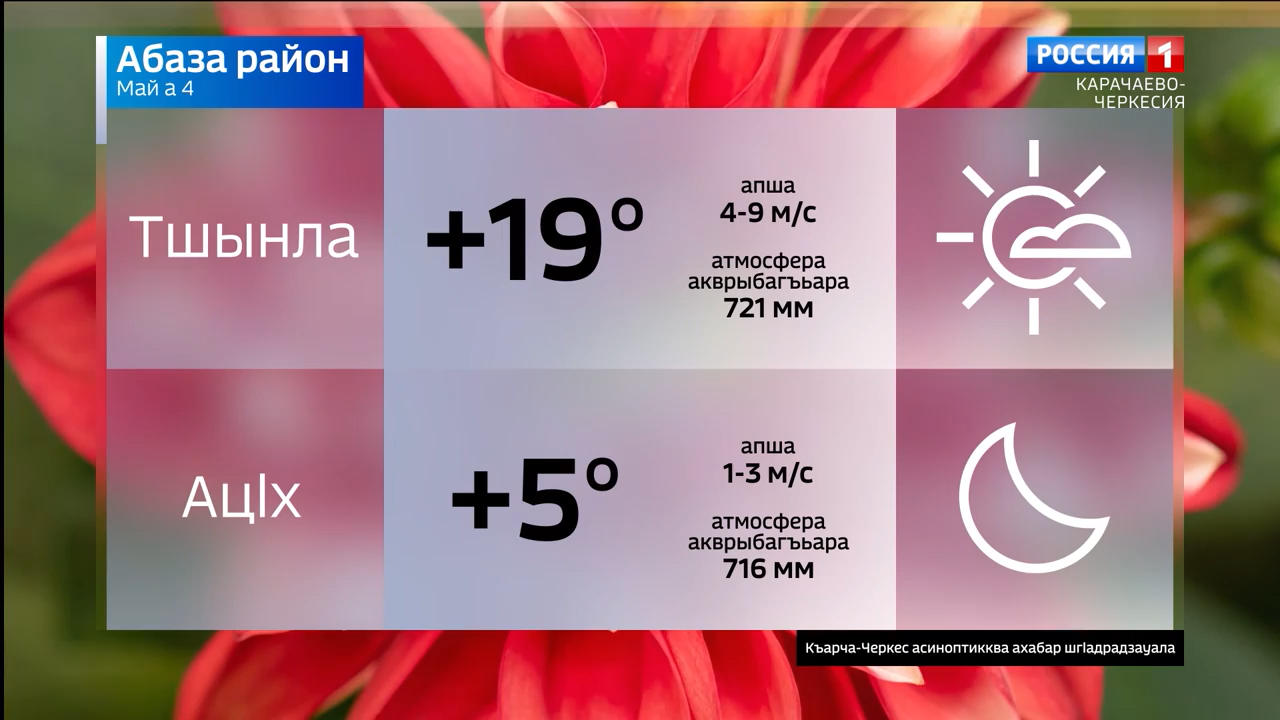 Абаза район
Май а 4
РОССИЯ 1
КАРАЧАЕВО-
ЧЕРКЕСИЯ
Тшынла
+19°
апша
4-9 м/с
атмосфера
акврыбагъьара
721 мм
АцӀх
+5°
апша
1-3 м/с
атмосфера
акврыбагъьара
716 мм
Къарча-Черкес асиноптикква ахабар шгӀадрадзауала